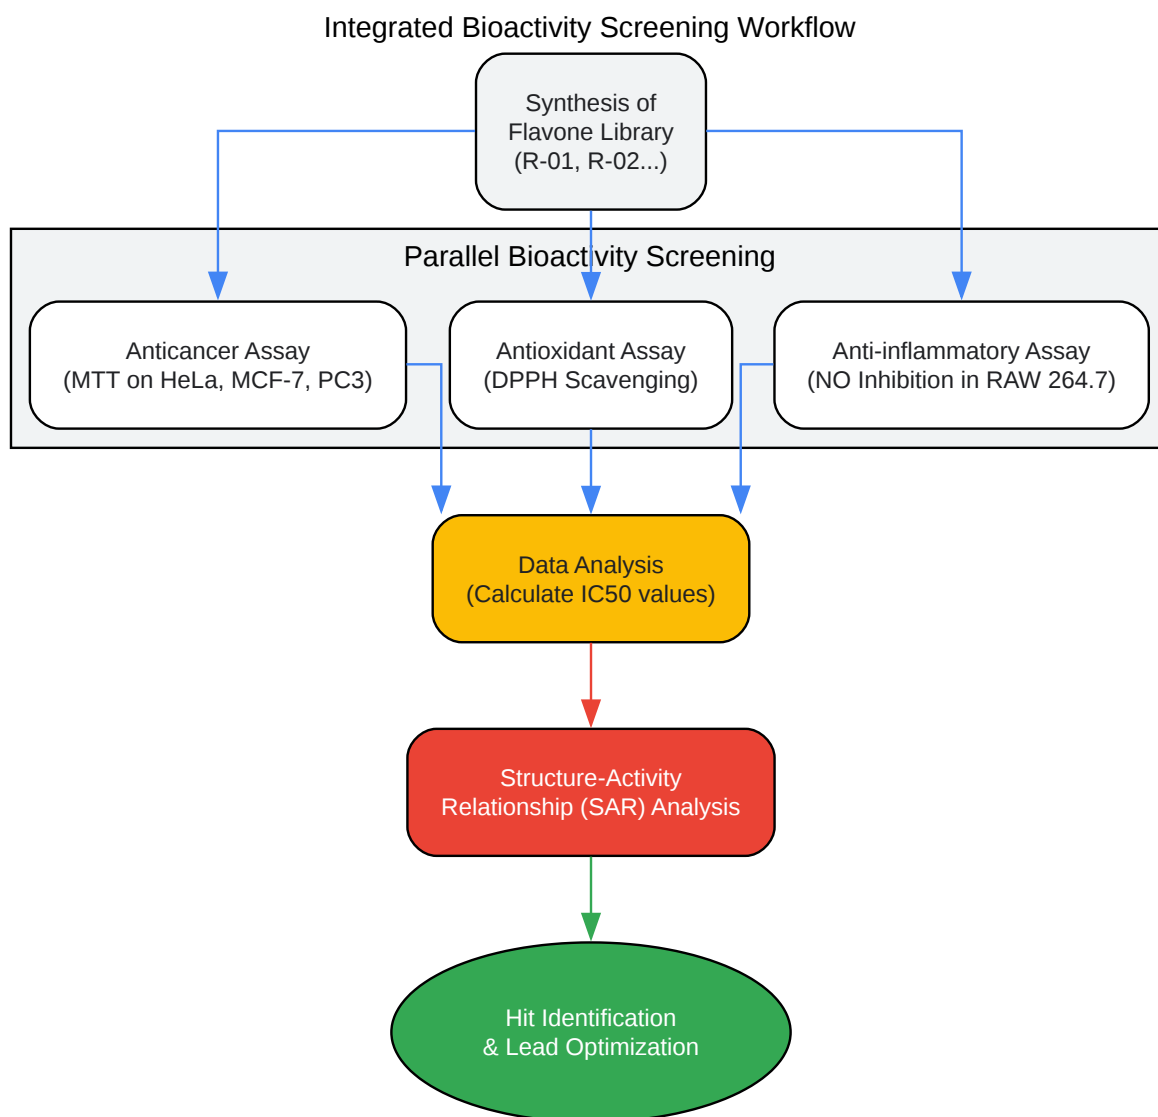 Integrated Bioactivity Screening Workflow
Synthesis of
Flavone Library
(R-01, R-02...)
Parallel Bioactivity Screening
Anticancer Assay
(MTT on HeLa, MCF-7, PC3)
Antioxidant Assay
(DPPH Scavenging)
Anti-inflammatory Assay
(NO Inhibition in RAW 264.7)
Data Analysis
(Calculate IC50 values)
Structure-Activity
Relationship (SAR) Analysis
Hit Identification
& Lead Optimization